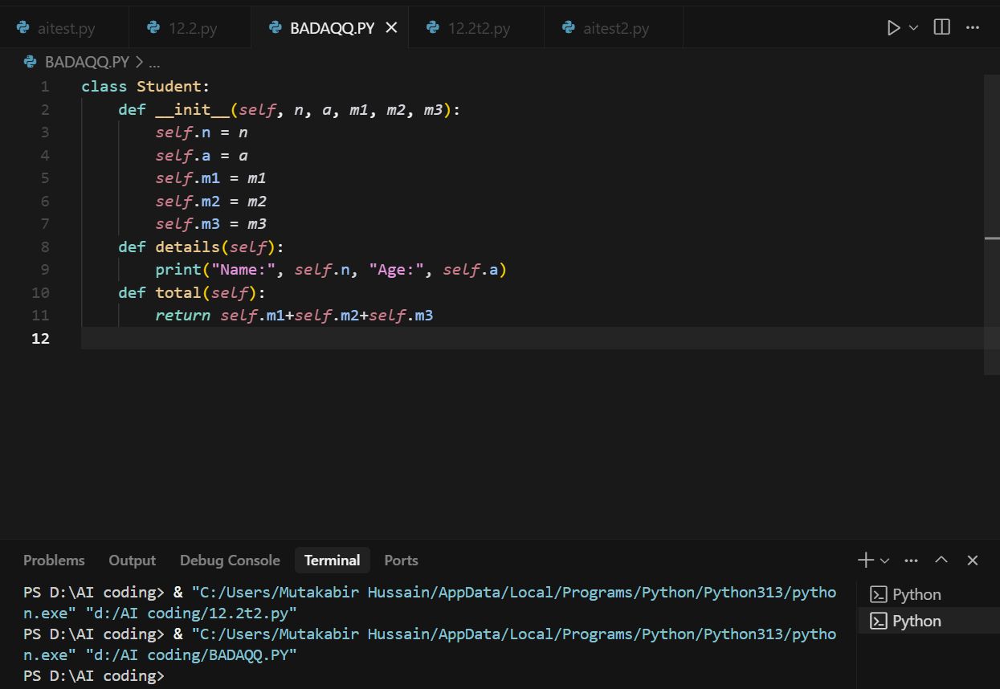 aitest.py 12.2.py BADAQQ.PY 12.2t2.py aitest2.py
BADAQQ.PY > ...
1 class Student:
2     def __init__(self, n, a, m1, m2, m3):
3         self.n = n
4         self.a = a
5         self.m1 = m1
6         self.m2 = m2
7         self.m3 = m3
8     def details(self):
9         print("Name:", self.n, "Age:", self.a)
10     def total(self):
11         return self.m1+self.m2+self.m3
12
Problems Output Debug Console Terminal Ports
PS D:\AI coding> & "C:/Users/Mutakabir Hussain/AppData/Local/Programs/Python/Python313/pytho
n.exe" "d:/AI coding/12.2t2.py"
PS D:\AI coding> & "C:/Users/Mutakabir Hussain/AppData/Local/Programs/Python/Python313/pytho
n.exe" "d:/AI coding/BADAQQ.PY"
PS D:\AI coding>
Python
Python